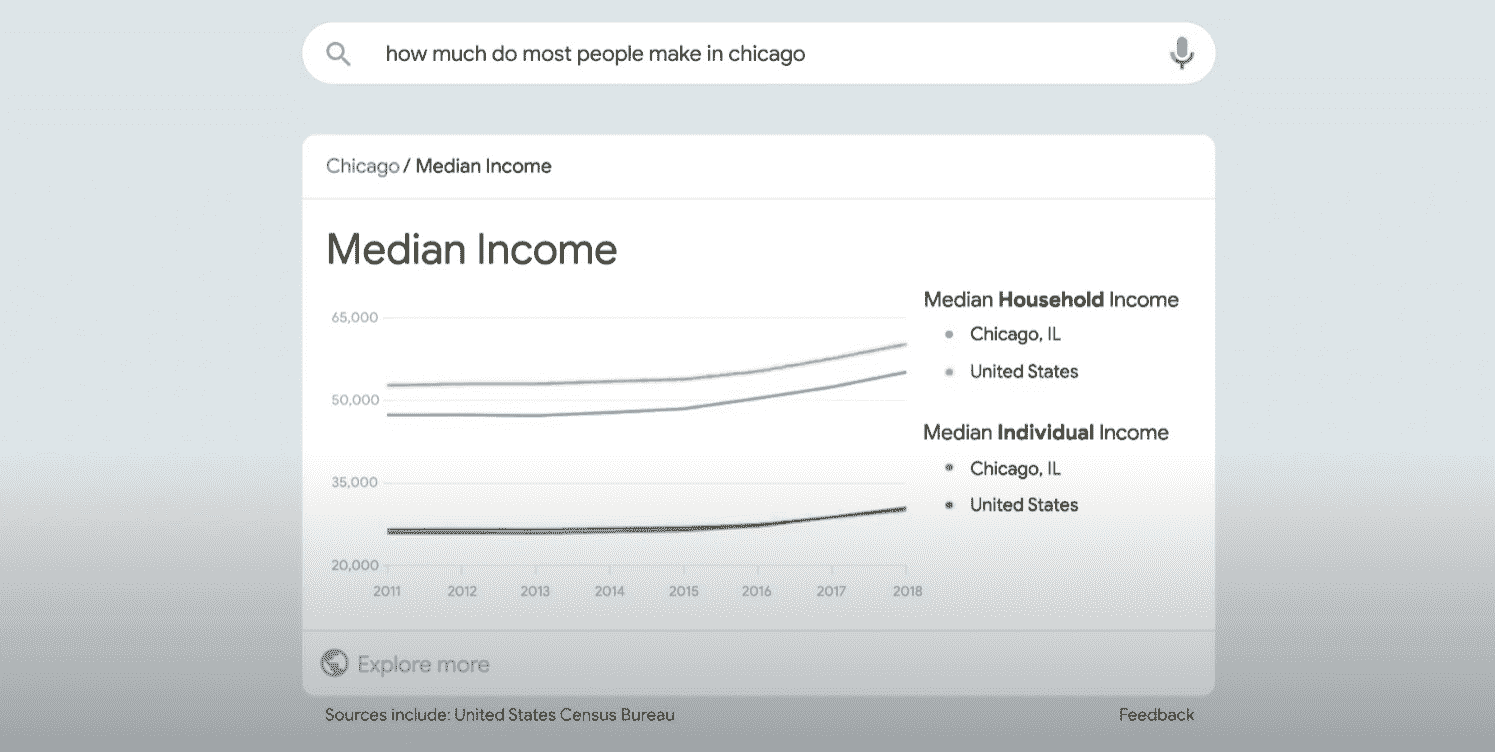 how much do most people make in chicago
Chicago / Median Income
Median Income
65,000
50,000
35,000
20,000
2011 2012 2013 2014 2015 2016 2017 2018
Median Household Income
Chicago, IL
United States
Median Individual Income
Chicago, IL
United States
Explore more
Sources include: United States Census Bureau
Feedback